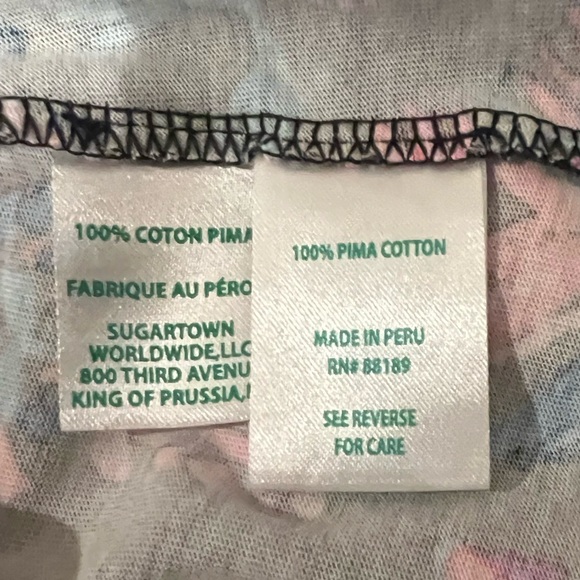 100% COTON PIMA
FABRIQUE AU PÉRO
SUGARTOWN
WORLDWIDE,LLC
800 THIRD AVENU
KING OF PRUSSIA,
100% PIMA COTTON
MADE IN PERU
RN# 88189
SEE REVERSE
FOR CARE